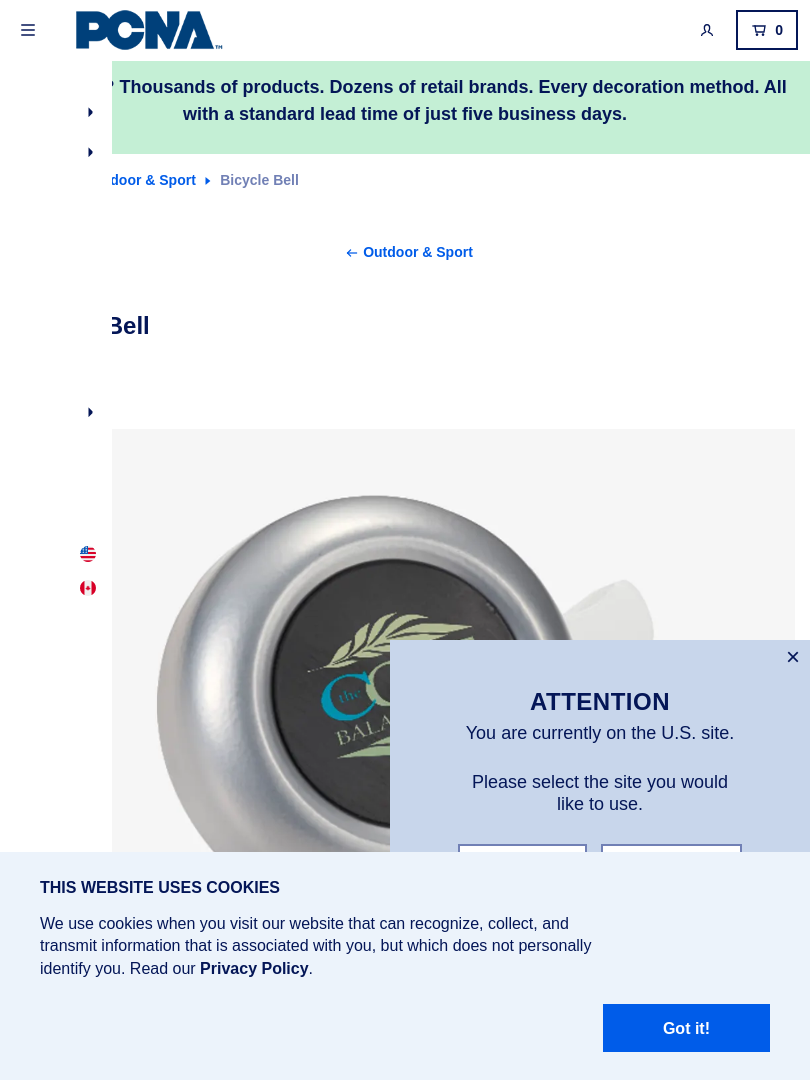 PCNA™
0
? Thousands of products. Dozens of retail brands. Every decoration method. All
with a standard lead time of just five business days.
door & Sport
Bicycle Bell
Outdoor & Sport
Bell
the
BALA
ATTENTION
You are currently on the U.S. site.
Please select the site you would
like to use.
THIS WEBSITE USES COOKIES
We use cookies when you visit our website that can recognize, collect, and
transmit information that is associated with you, but which does not personally
identify you. Read our Privacy Policy.
Got it!